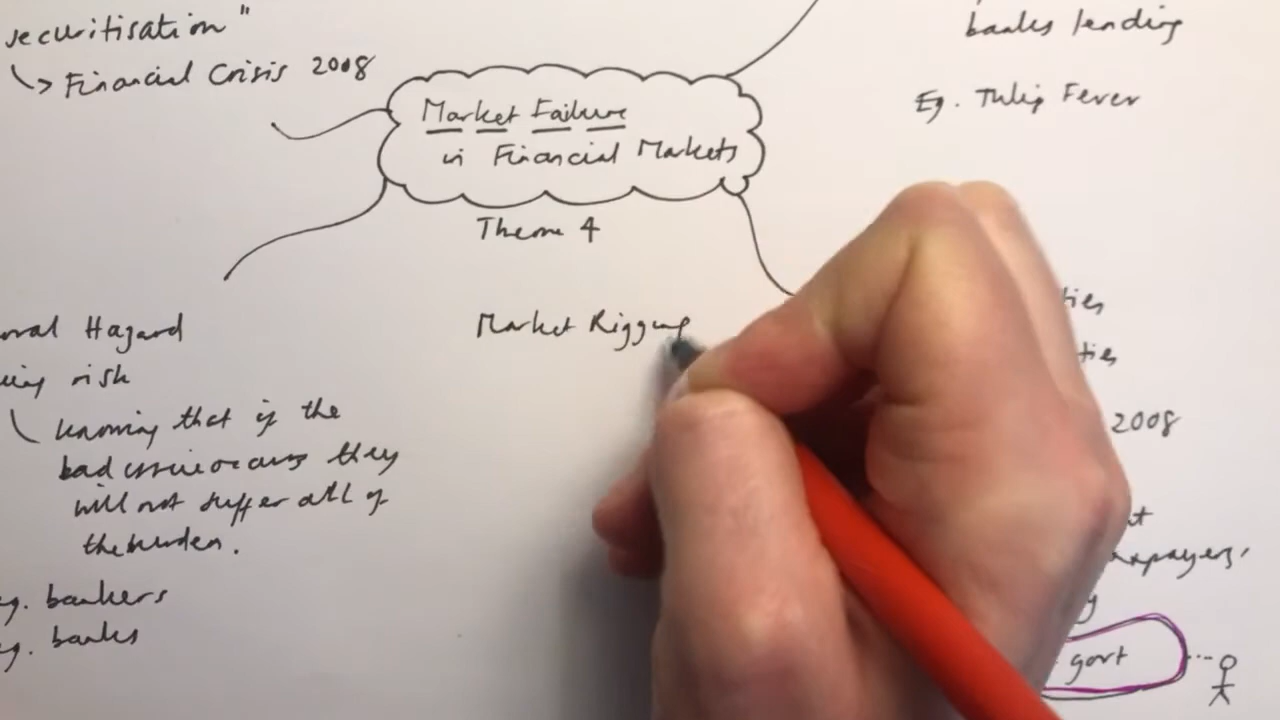 securitisation"
Financial Crisis 2008
banks lending
Eg. Tulip Fever
Market Failure
in Financial Markets
Theme 4
Hazard
risk
knowing that if the
bad they
will not suffer all of
the burden.
eg. bankers
eg. banks
Market Rigging
2008
govt